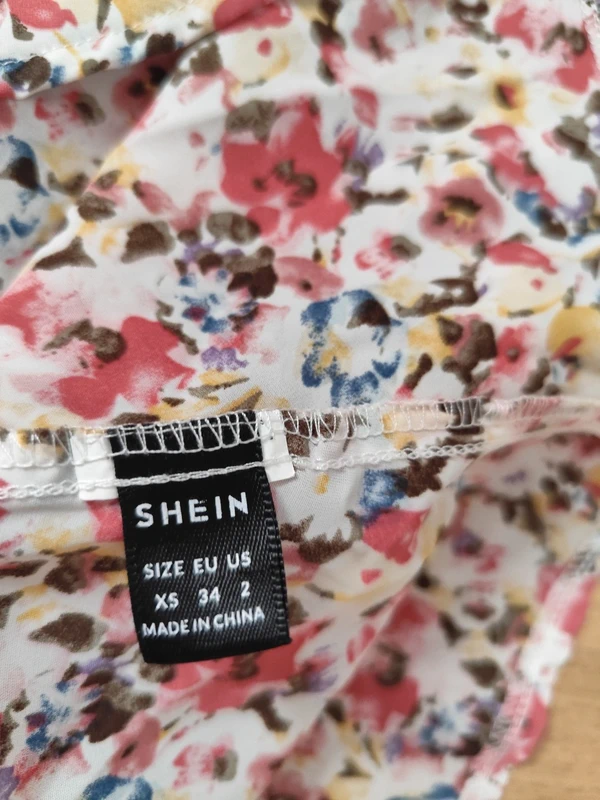 SHEIN
SIZE EU US
XS 34 2
MADE IN CHINA